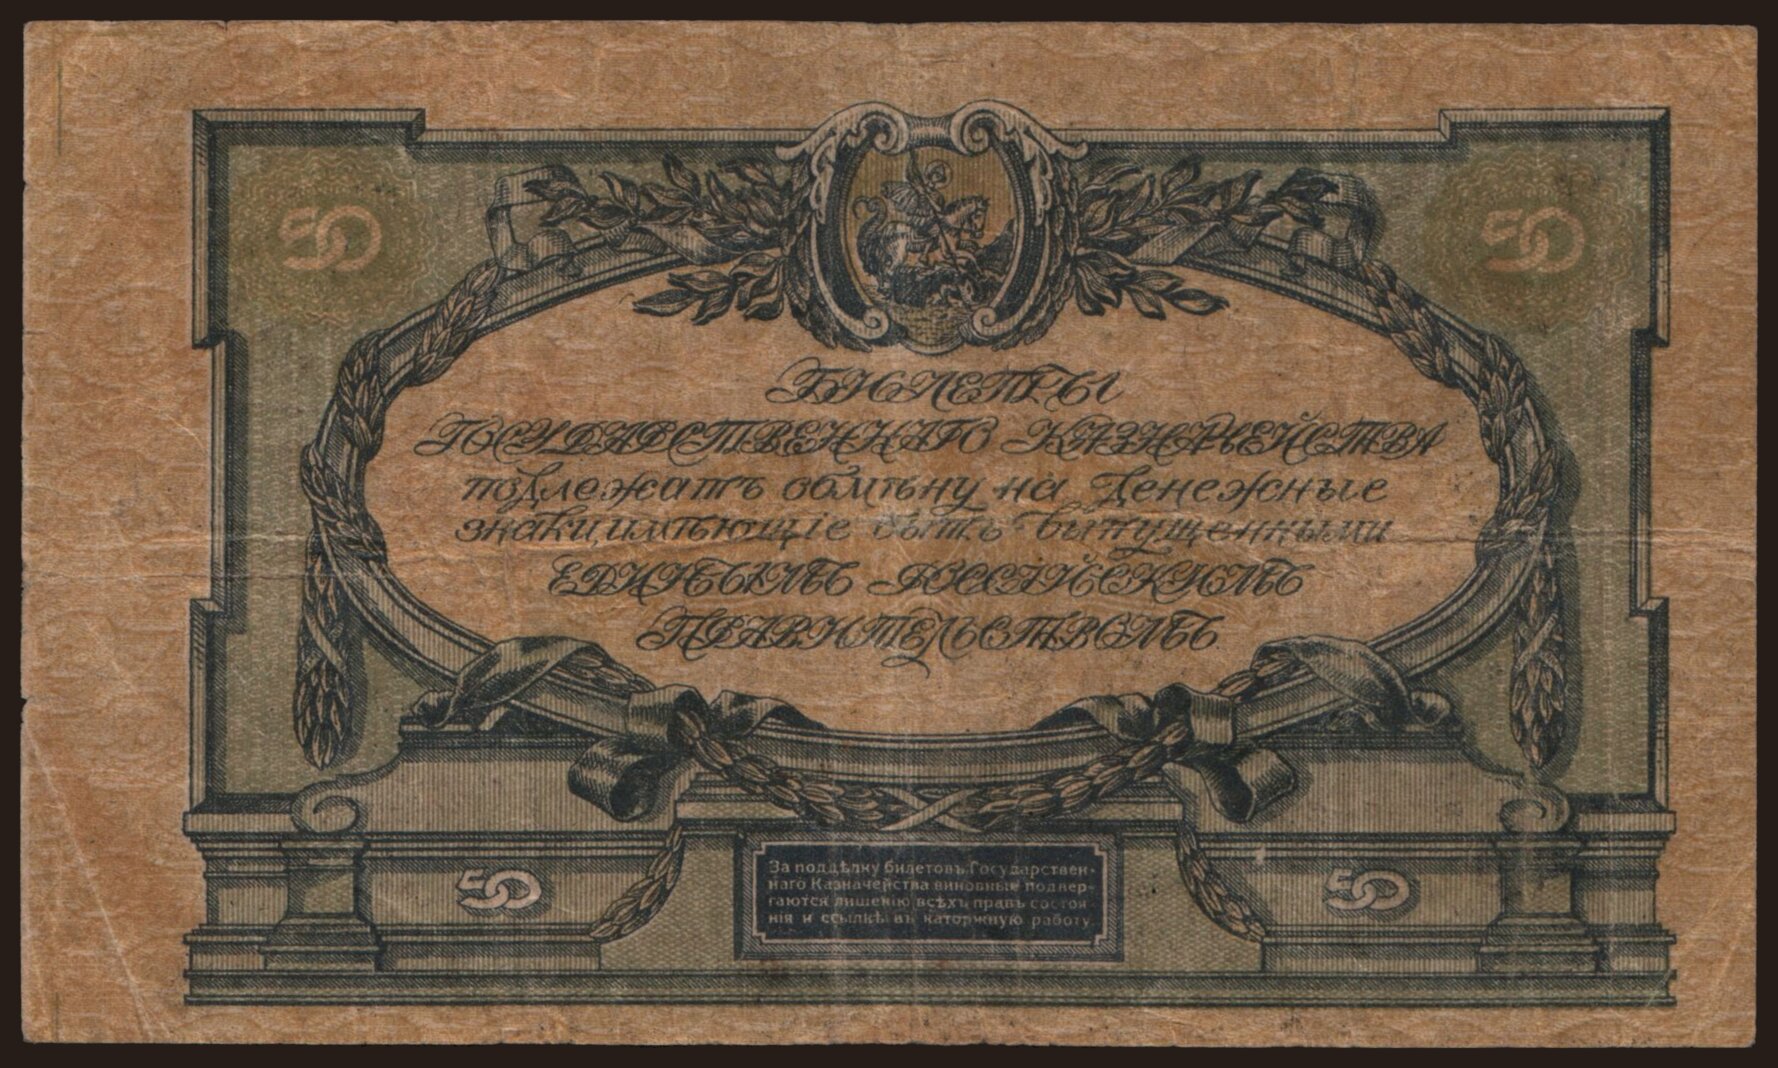 50 50
БИЛЕТЫ
ГОСУДАРСТВЕННАГО КАЗНАЧЕЙСТВА
подлежатъ обмѣну на денежные
знаки, имѣющіе быть выпущенными
ЕДИНЫМЪ РОССІЙСКИМЪ
ПРАВИТЕЛЬСТВОМЪ.
50 50
За поддѣлку билетовъ Государствен-
наго Казначейства виновные подвер-
гаются лишенію всѣхъ правъ состоя-
нія и ссылкѣ въ каторжную работу.